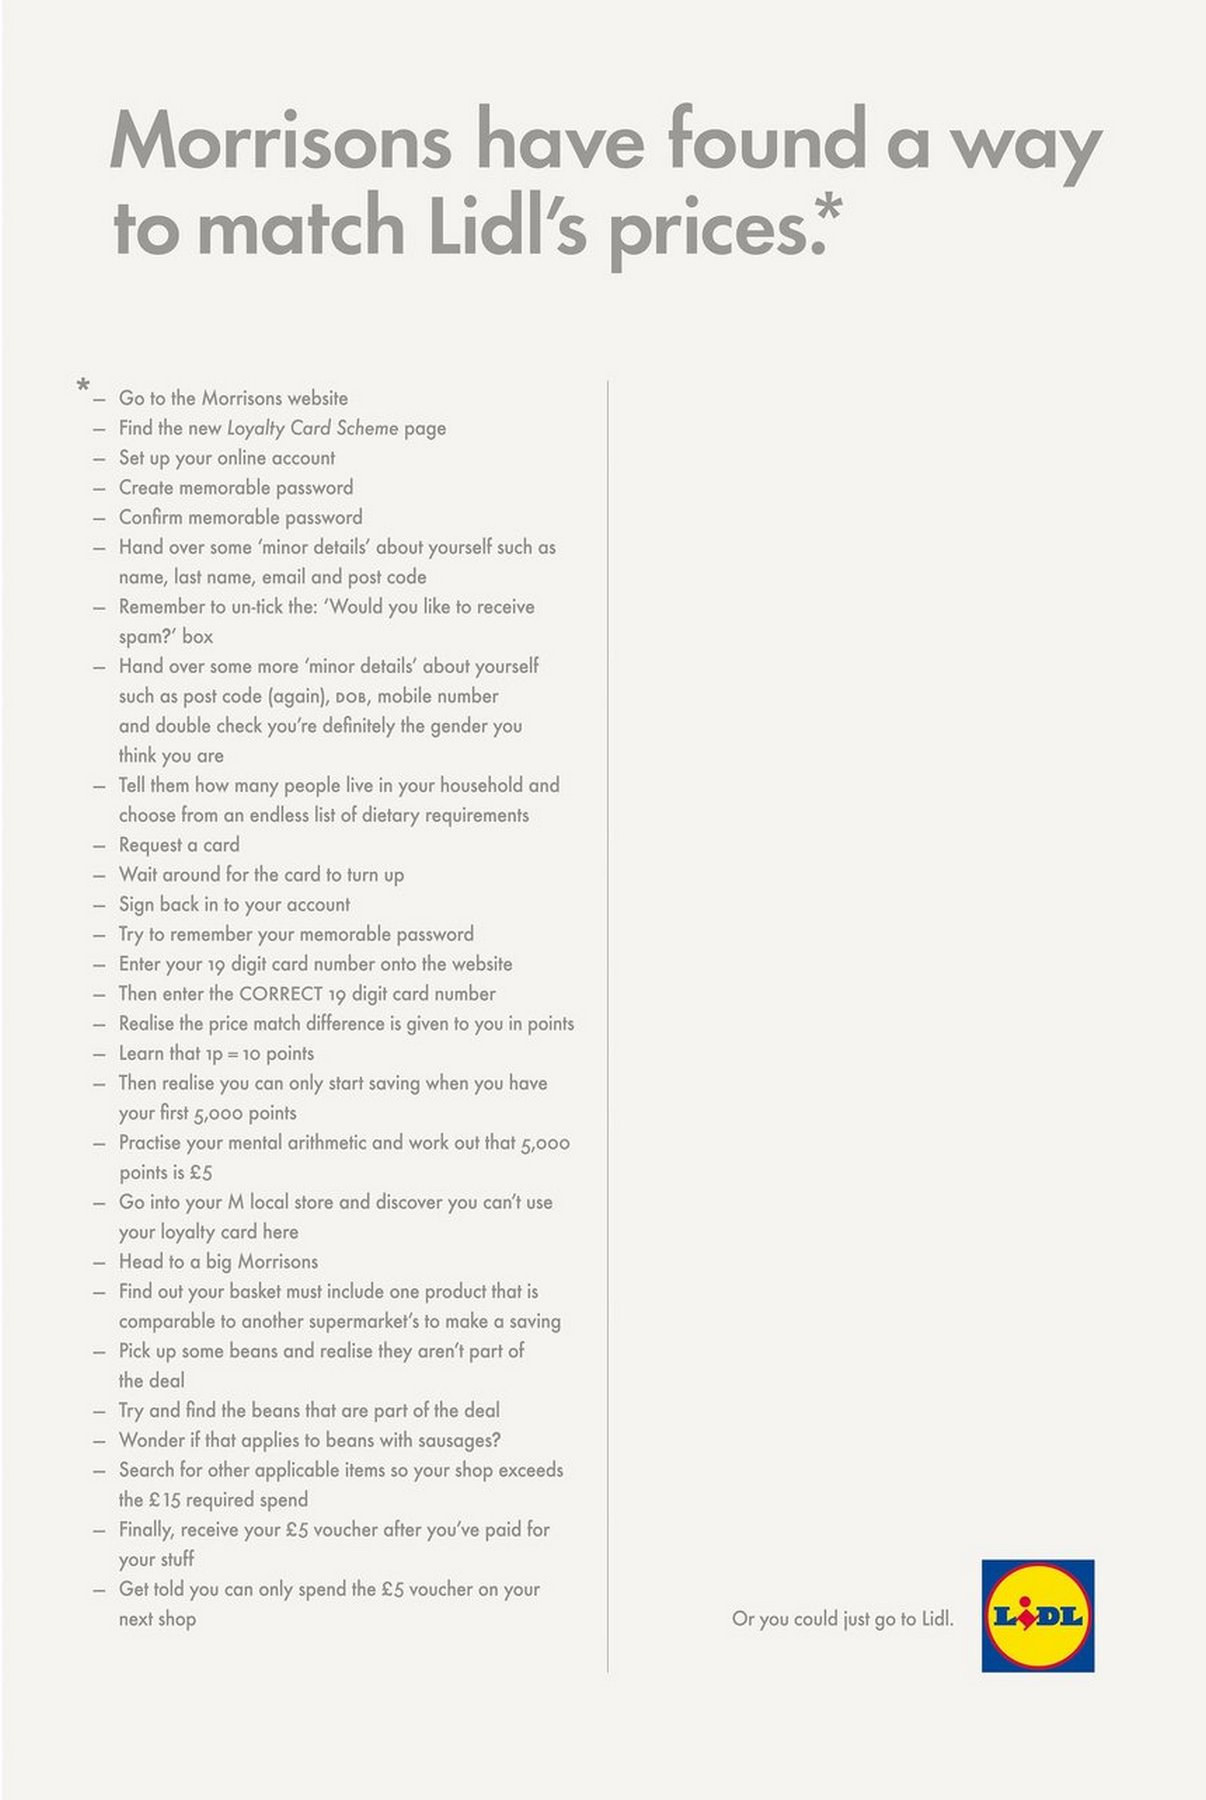 Morrisons have found a way
to match Lidl’s prices.*
* – Go to the Morrisons website
– Find the new Loyalty Card Scheme page
– Set up your online account
– Create memorable password
– Confirm memorable password
– Hand over some ‘minor details’ about yourself such as
name, last name, email and post code
– Remember to un-tick the: ‘Would you like to receive
spam?’ box
– Hand over some more ‘minor details’ about yourself
such as post code (again), DOB, mobile number
and double check you’re definitely the gender you
think you are
– Tell them how many people live in your household and
choose from an endless list of dietary requirements
– Request a card
– Wait around for the card to turn up
– Sign back in to your account
– Try to remember your memorable password
– Enter your 19 digit card number onto the website
– Then enter the CORRECT 19 digit card number
– Realise the price match difference is given to you in points
– Learn that 1p = 10 points
– Then realise you can only start saving when you have
your first 5,000 points
– Practise your mental arithmetic and work out that 5,000
points is £5
– Go into your M local store and discover you can’t use
your loyalty card here
– Head to a big Morrisons
– Find out your basket must include one product that is
comparable to another supermarket’s to make a saving
– Pick up some beans and realise they aren’t part of
the deal
– Try and find the beans that are part of the deal
– Wonder if that applies to beans with sausages?
– Search for other applicable items so your shop exceeds
the £15 required spend
– Finally, receive your £5 voucher after you’ve paid for
your stuff
– Get told you can only spend the £5 voucher on your
next shop
Or you could just go to Lidl.
LiDL